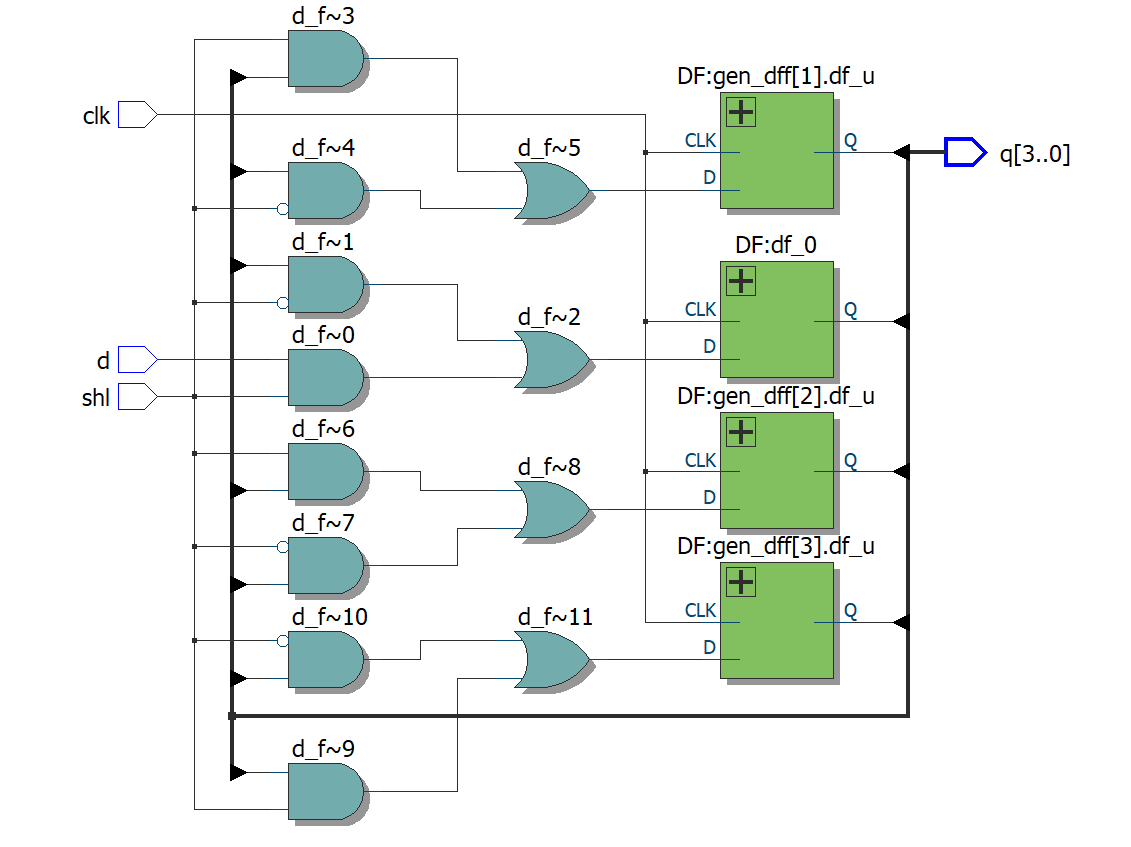 d_f~3
clk
DF:gen_dff[1].df_u
CLK
Q
q[3..0]
d_f~4
d_f~5
D
d_f~1
DF:df_0
CLK
Q
d_f~0
d_f~2
D
d
shl
DF:gen_dff[2].df_u
d_f~6
CLK
Q
d_f~8
D
d_f~7
DF:gen_dff[3].df_u
CLK
Q
d_f~10
d_f~11
D
d_f~9